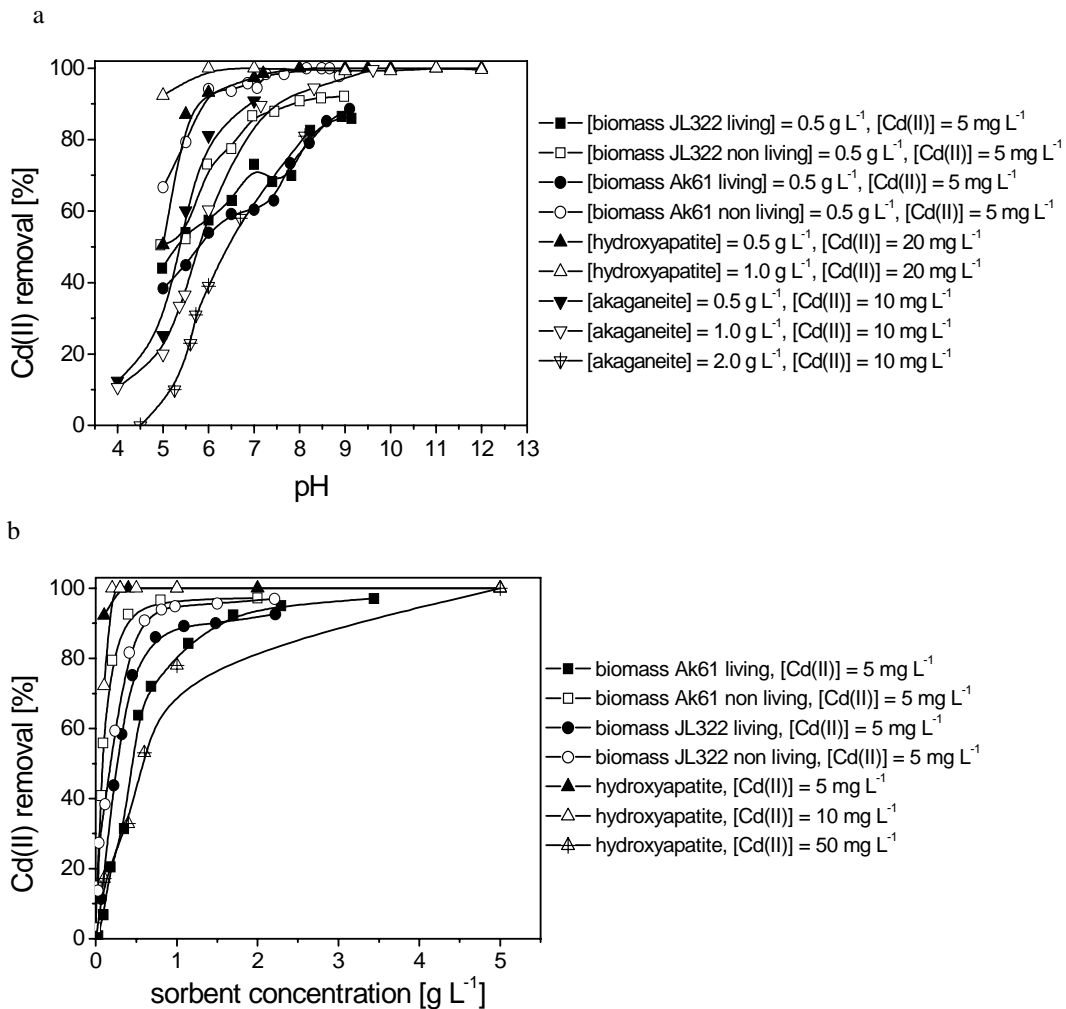 a
100
80
60
40
20
0
Cd(II) removal [%]
4 5 6 7 8 9 10 11 12 13
pH
[biomass JL322 living] = 0.5 g L⁻¹, [Cd(II)] = 5 mg L⁻¹
[biomass JL322 non living] = 0.5 g L⁻¹, [Cd(II)] = 5 mg L⁻¹
[biomass Ak61 living] = 0.5 g L⁻¹, [Cd(II)] = 5 mg L⁻¹
[biomass Ak61 non living] = 0.5 g L⁻¹, [Cd(II)] = 5 mg L⁻¹
[hydroxyapatite] = 0.5 g L⁻¹, [Cd(II)] = 20 mg L⁻¹
[hydroxyapatite] = 1.0 g L⁻¹, [Cd(II)] = 20 mg L⁻¹
[akaganeite] = 0.5 g L⁻¹, [Cd(II)] = 10 mg L⁻¹
[akaganeite] = 1.0 g L⁻¹, [Cd(II)] = 10 mg L⁻¹
[akaganeite] = 2.0 g L⁻¹, [Cd(II)] = 10 mg L⁻¹
b
100
80
60
40
20
0
Cd(II) removal [%]
0 1 2 3 4 5
sorbent concentration [g L⁻¹]
biomass Ak61 living, [Cd(II)] = 5 mg L⁻¹
biomass Ak61 non living, [Cd(II)] = 5 mg L⁻¹
biomass JL322 living, [Cd(II)] = 5 mg L⁻¹
biomass JL322 non living, [Cd(II)] = 5 mg L⁻¹
hydroxyapatite, [Cd(II)] = 5 mg L⁻¹
hydroxyapatite, [Cd(II)] = 10 mg L⁻¹
hydroxyapatite, [Cd(II)] = 50 mg L⁻¹